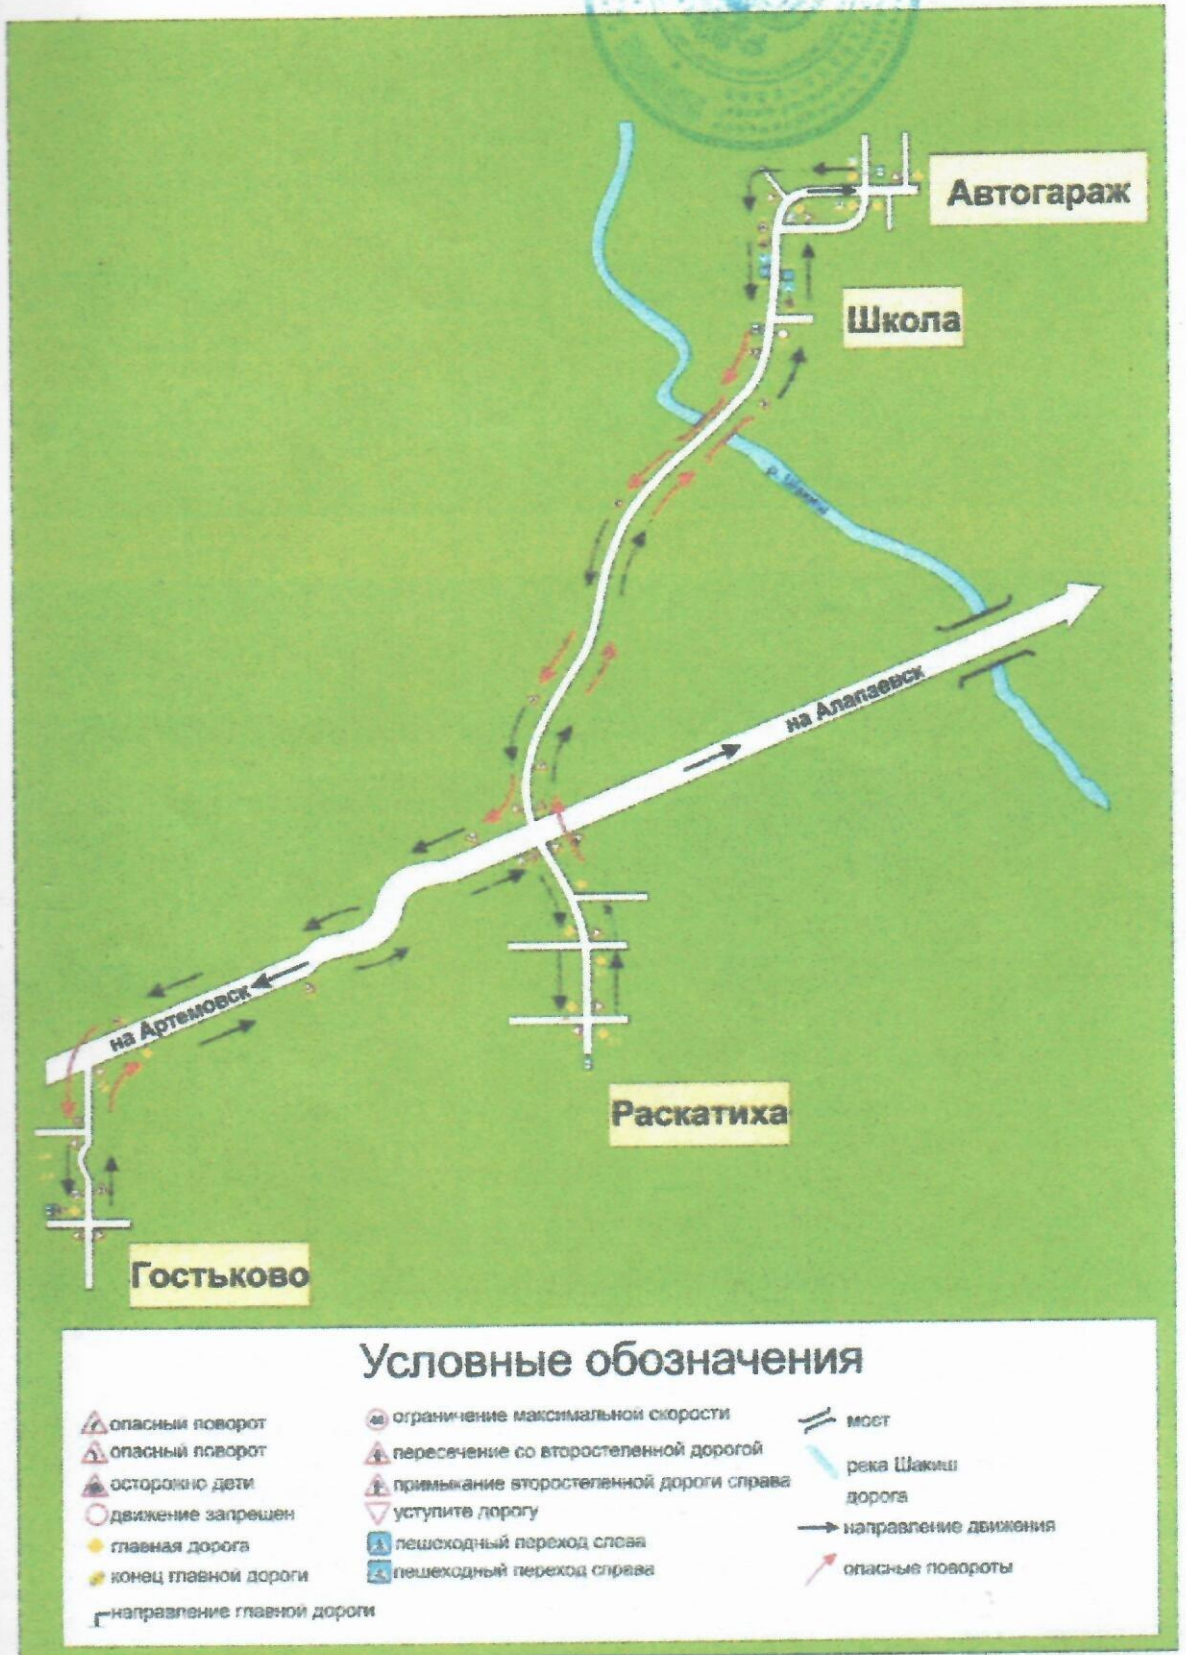 Автогараж
Школа
р. Шакиш
на Алапаевск
на Артемовск
Раскатиха
Гостьково
Условные обозначения
опасный поворот
опасный поворот
осторожно дети
движение запрещен
главная дорога
конец главной дороги
направление главной дороги
ограничение максимальной скорости
пересечение со второстепенной дорогой
примыкание второстепенной дороги справа
уступите дорогу
пешеходный переход слева
пешеходный переход справа
мост
река Шакиш
дорога
направление движения
опасные повороты